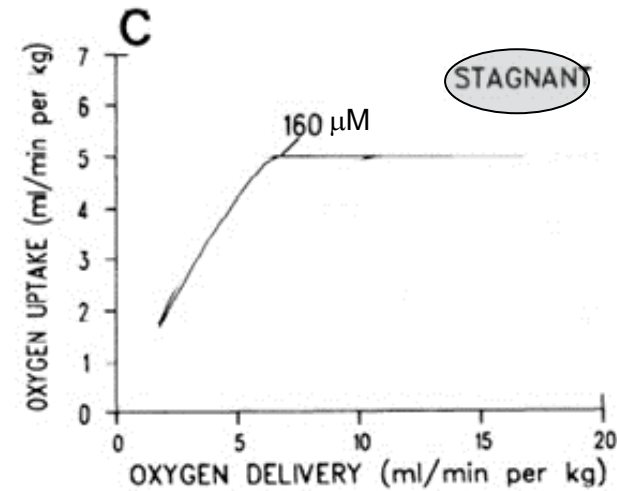 C
STAGNANT
160 μM
7
6
5
4
3
2
1
0
0 5 10 15 20
OXYGEN UPTAKE (ml/min per kg)
OXYGEN DELIVERY (ml/min per kg)